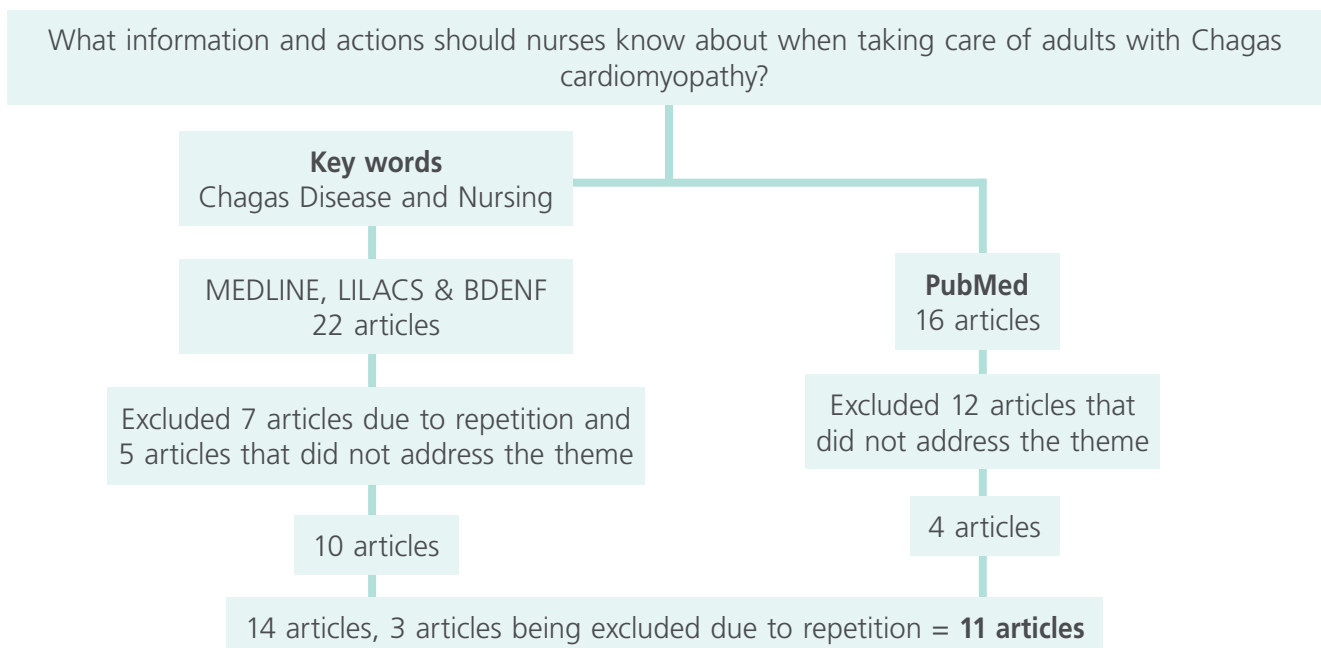 What information and actions should nurses know about when taking care of adults with Chagas
cardiomyopathy?
Key words
Chagas Disease and Nursing
MEDLINE, LILACS & BDENF
22 articles
Excluded 7 articles due to repetition and
5 articles that did not address the theme
10 articles
PubMed
16 articles
Excluded 12 articles that
did not address the theme
4 articles
14 articles, 3 articles being excluded due to repetition = 11 articles